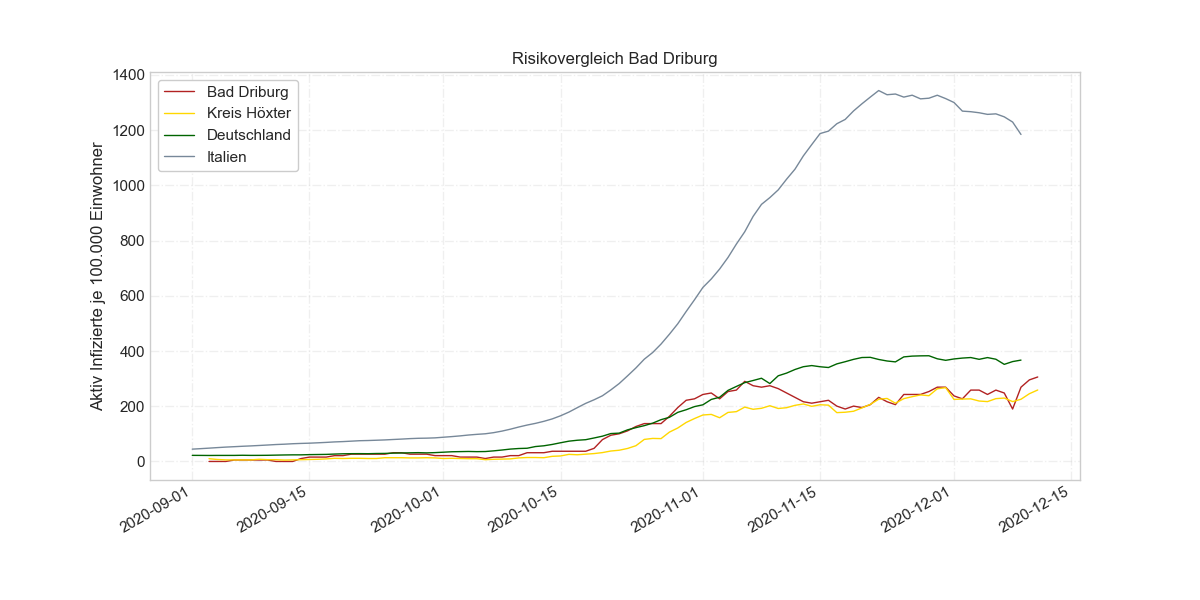 Risikovergleich Bad Driburg
Aktiv Infizierte je 100.000 Einwohner
1400
1200
1000
800
600
400
200
0
Bad Driburg
Kreis Höxter
Deutschland
Italien
2020-09-01
2020-09-15
2020-10-01
2020-10-15
2020-11-01
2020-11-15
2020-12-01
2020-12-15